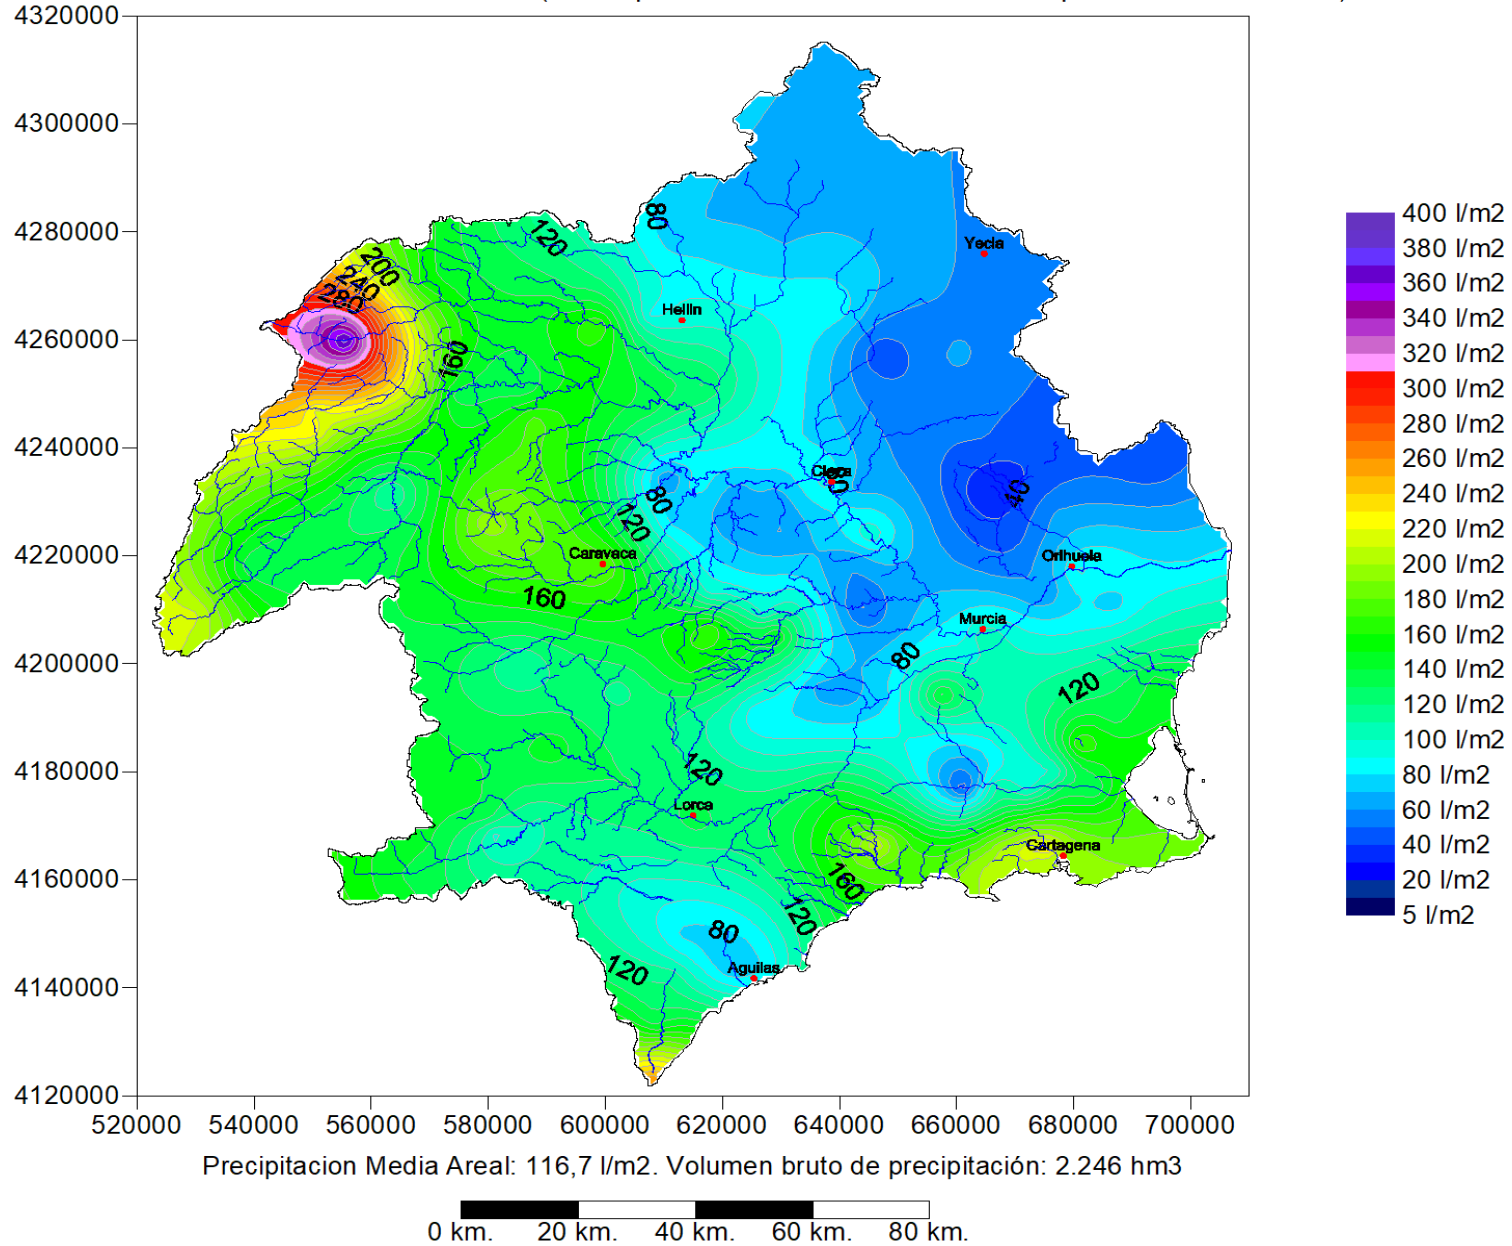 4320000
4300000
4280000
4260000
4240000
4220000
4200000
4180000
4160000
4140000
4120000
520000 540000 560000 580000 600000 620000 640000 660000 680000 700000
80
120
200
240
280
160
Yecla
Hellin
Cieza
80
40
80
120
Caravaca
Orihuela
160
Murcia
80
120
120
Lorca
Cartagena
160
120
80
120
Aguilas
400 l/m2
380 l/m2
360 l/m2
340 l/m2
320 l/m2
300 l/m2
280 l/m2
260 l/m2
240 l/m2
220 l/m2
200 l/m2
180 l/m2
160 l/m2
140 l/m2
120 l/m2
100 l/m2
80 l/m2
60 l/m2
40 l/m2
20 l/m2
5 l/m2
Precipitacion Media Areal: 116,7 l/m2. Volumen bruto de precipitación: 2.246 hm3
0 km. 20 km. 40 km. 60 km. 80 km.